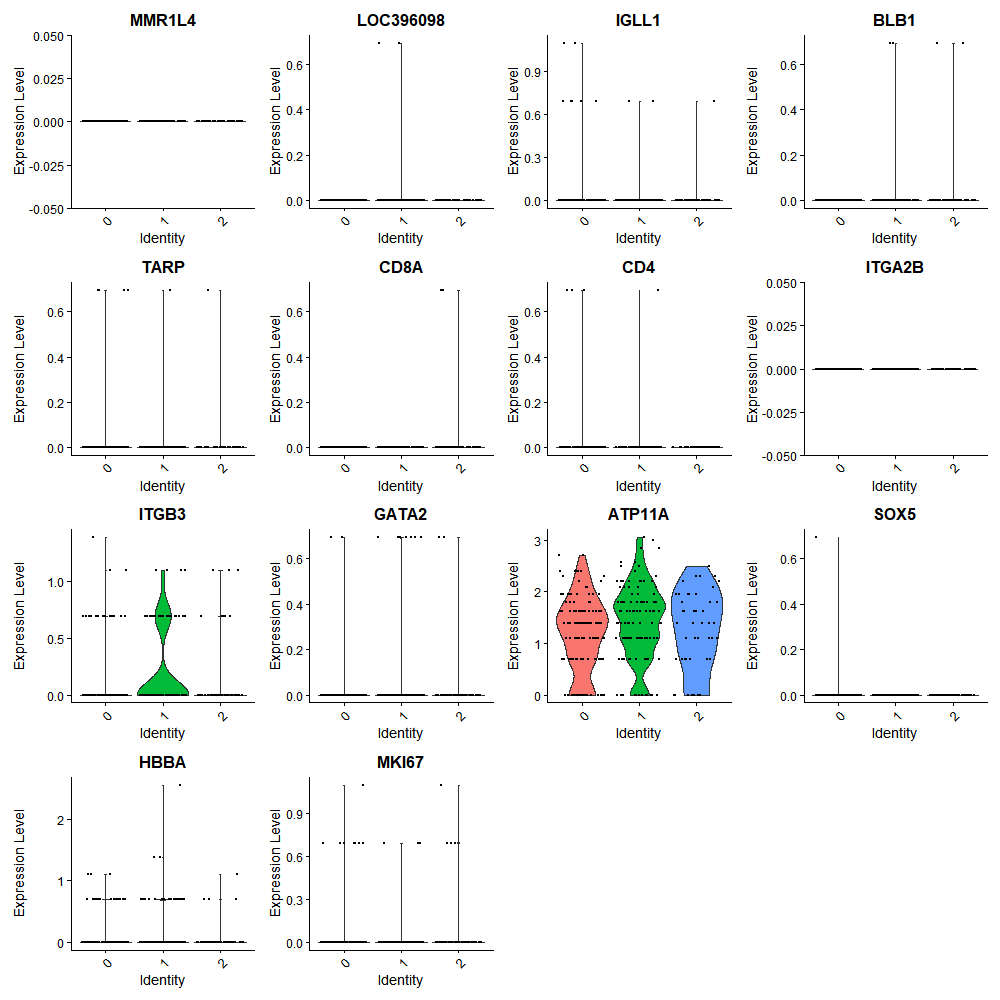 MMR1L4 LOC396098 IGLL1 BLB1
Expression Level
0.050
0.025
0.000
-0.025
-0.050
0 1 2
Identity
Expression Level
0.6
0.4
0.2
0.0
0 1 2
Identity
Expression Level
0.9
0.6
0.3
0.0
0 1 2
Identity
Expression Level
0.6
0.4
0.2
0.0
0 1 2
Identity
TARP CD8A CD4 ITGA2B
Expression Level
0.6
0.4
0.2
0.0
0 1 2
Identity
Expression Level
0.6
0.4
0.2
0.0
0 1 2
Identity
Expression Level
0.6
0.4
0.2
0.0
0 1 2
Identity
Expression Level
0.050
0.025
0.000
-0.025
-0.050
0 1 2
Identity
ITGB3 GATA2 ATP11A SOX5
Expression Level
1.0
0.5
0.0
0 1 2
Identity
Expression Level
0.6
0.4
0.2
0.0
0 1 2
Identity
Expression Level
3
2
1
0
0 1 2
Identity
Expression Level
0.6
0.4
0.2
0.0
0 1 2
Identity
HBBA MKI67
Expression Level
2
1
0
0 1 2
Identity
Expression Level
0.9
0.6
0.3
0.0
0 1 2
Identity